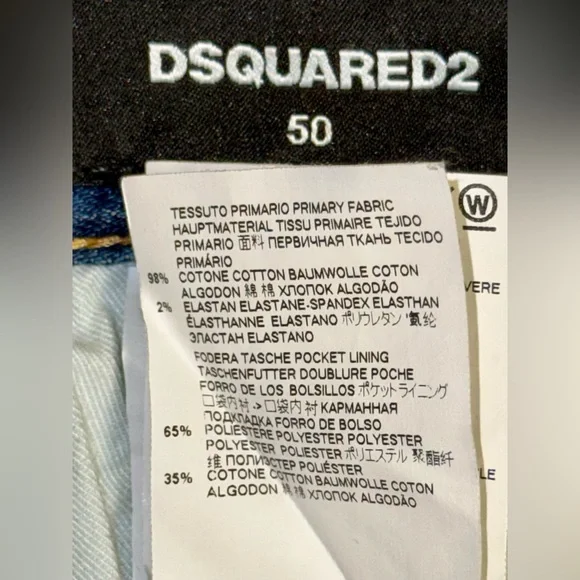 DSQUARED2
50
W
TESSUTO PRIMARIO PRIMARY FABRIC
HAUPTMATERIAL TISSU PRIMAIRE TEJIDO
PRIMARIO 面料 ПЕРВИЧНАЯ ТКАНЬ TECIDO
PRIMÁRIO
98% COTONE COTTON BAUMWOLLE COTON
ALGODON 綿 棉 ХЛОПОК ALGODÃO
2% ELASTAN ELASTANE-SPANDEX ELASTHAN
ÉLASTHANNE ELASTANO ポリウレタン 氨纶
ЭЛАСТАН ELASTANO
FODERA TASCHE POCKET LINING
TASCHENFUTTER DOUBLURE POCHE
FORRO DE LOS BOLSILLOS ポケットライニング
口袋内衬 -> 口袋内衬 КАРМАННАЯ
ПОДКЛАДКА FORRO DE BOLSO
65% POLIESTERE POLYESTER POLYESTER
POLYESTER POLIÉSTER ポリエステル 聚酯纤
维 ПОЛИЭСТЕР POLIÉSTER
35% COTONE COTTON BAUMWOLLE COTON
ALGODON 綿 棉 ХЛОПОК ALGODÃO
VERE
LE